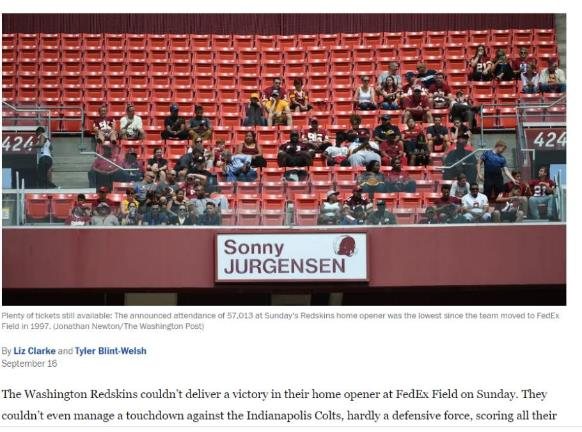 424
424
Sonny
JURGENSEN
Plenty of tickets still available: The announced attendance of 57,013 at Sunday's Redskins home opener was the lowest since the team moved to FedEx
Field in 1997. (Jonathan Newton/The Washington Post)
By Liz Clarke and Tyler Blint-Welsh
September 16
The Washington Redskins couldn't deliver a victory in their home opener at FedEx Field on Sunday. They
couldn't even manage a touchdown against the Indianapolis Colts, hardly a defensive force, scoring all their